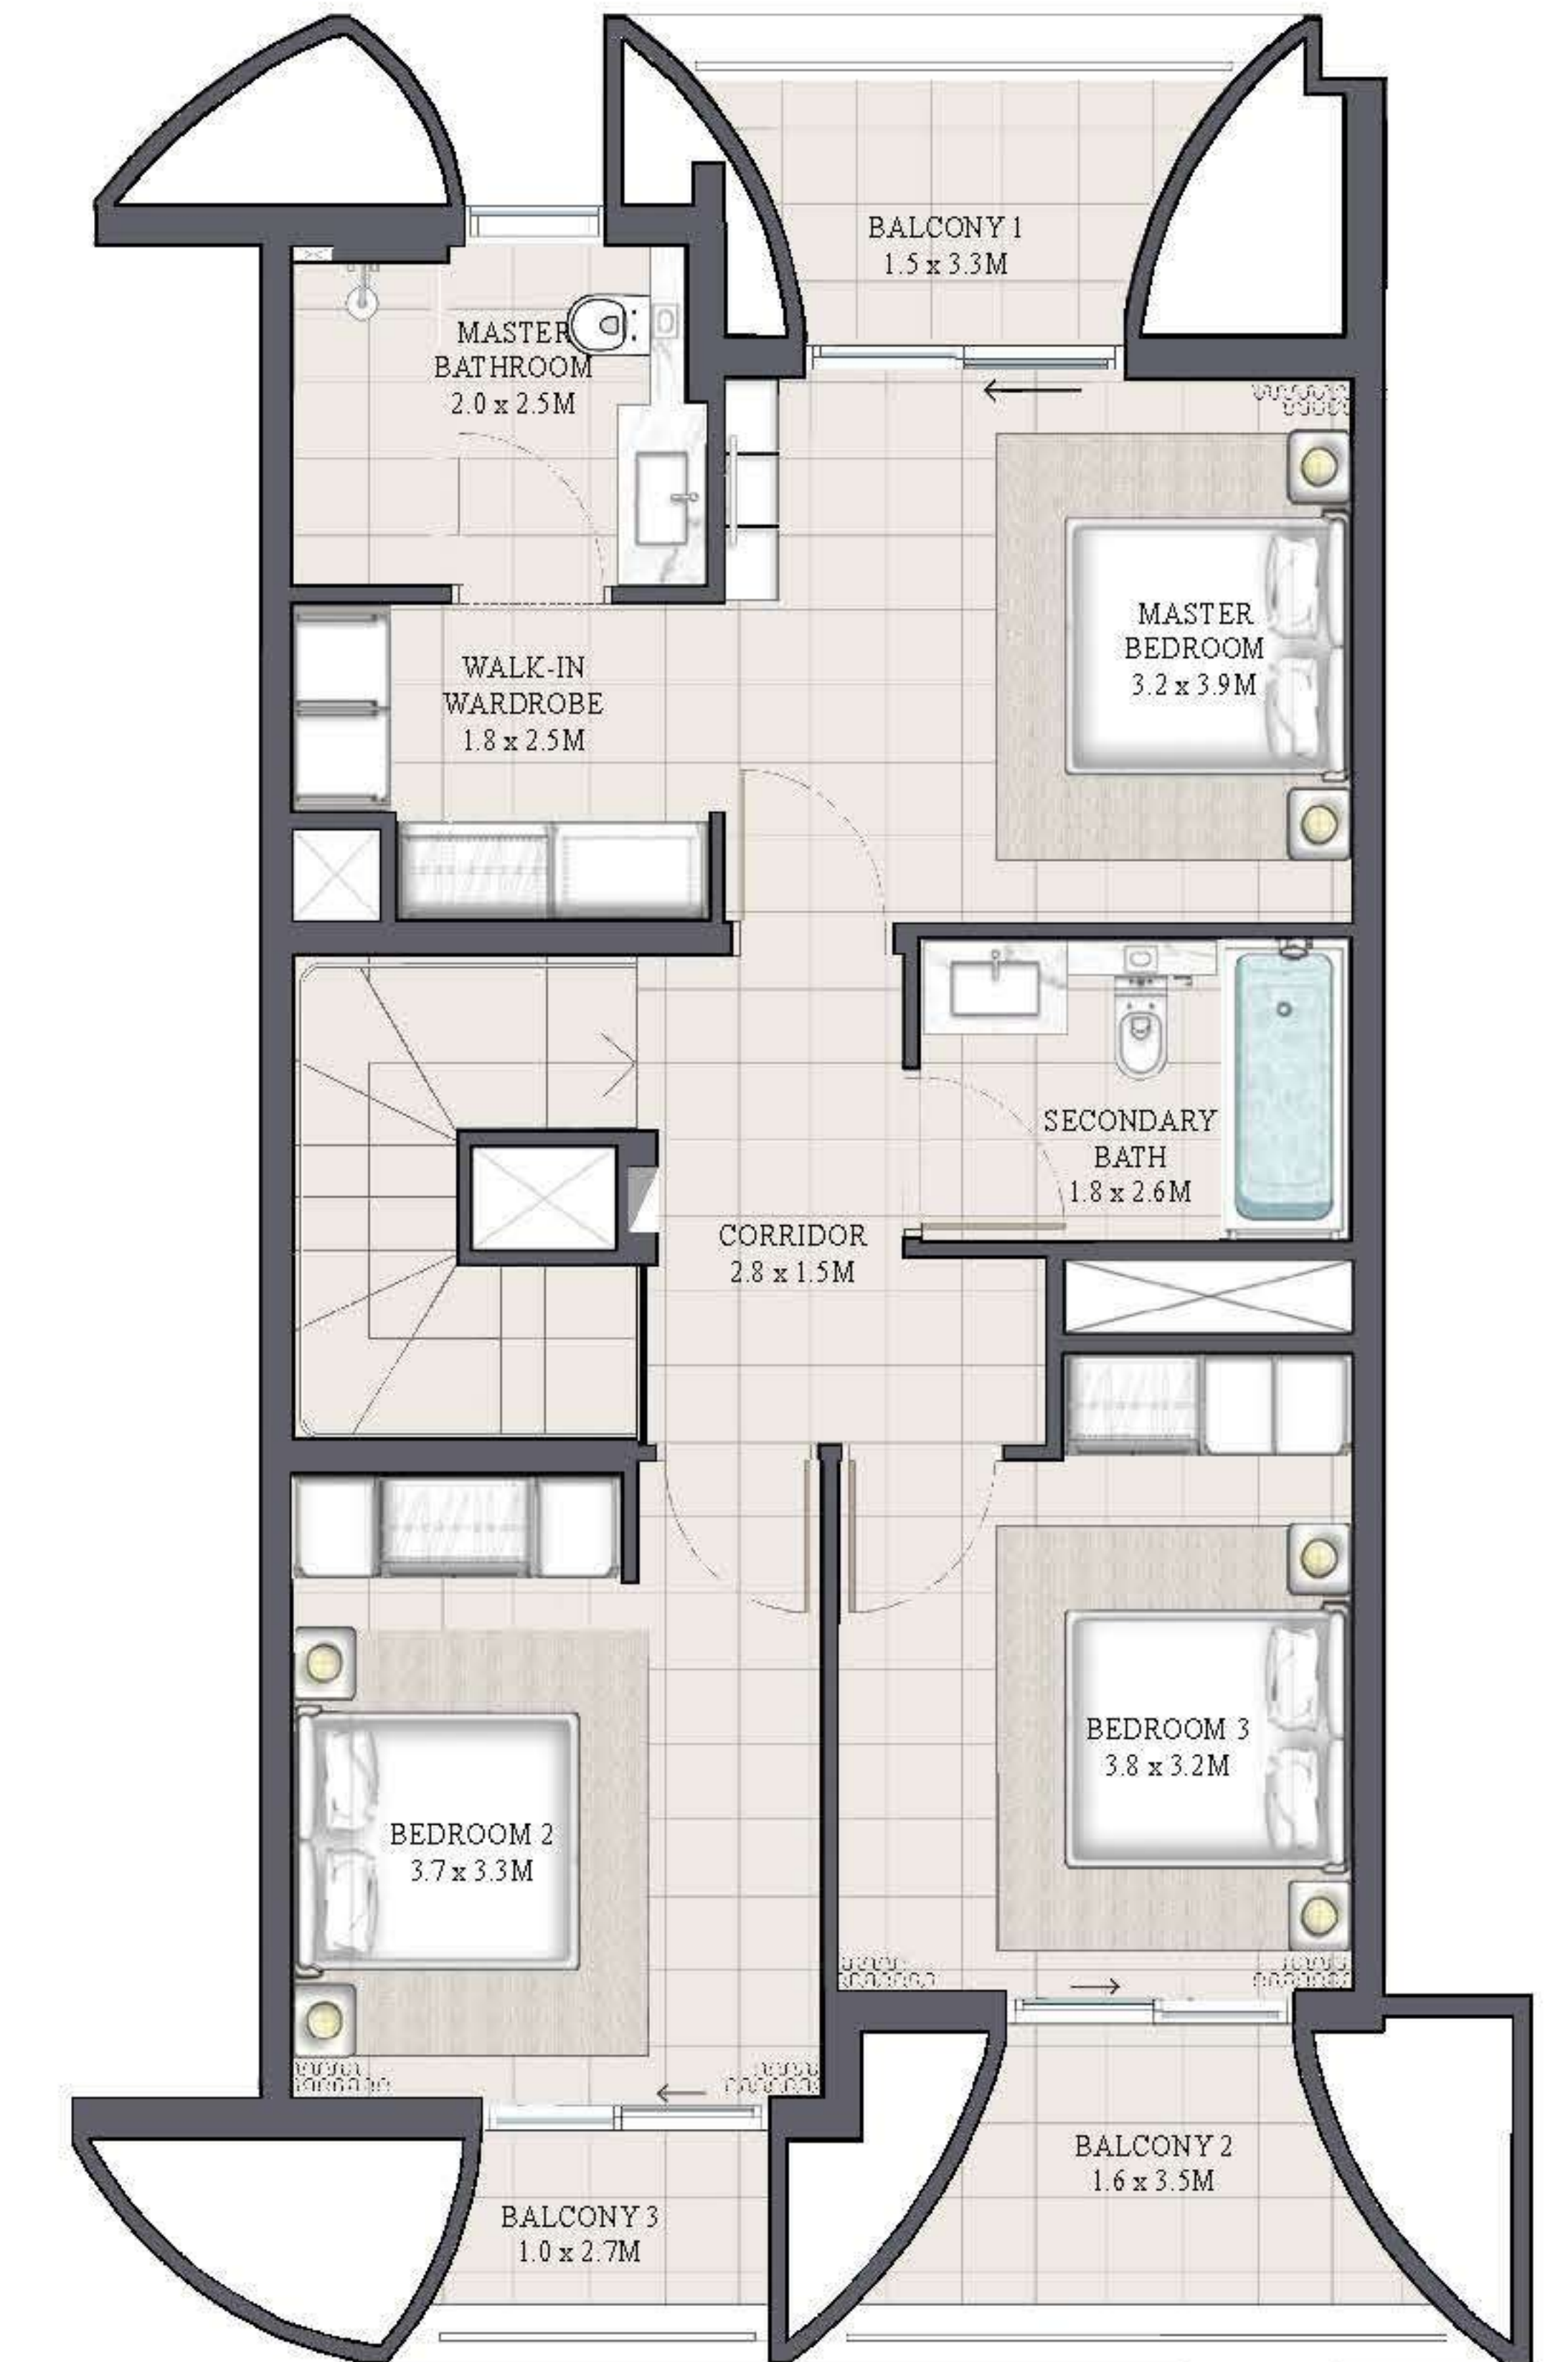 BALCONY 1
1.5 x 3.3M
MASTER
BATHROOM
2.0 x 2.5M
MASTER
BEDROOM
3.2 x 3.9M
WALK-IN
WARDROBE
1.8 x 2.5M
SECONDARY
BATH
1.8 x 2.6M
CORRIDOR
2.8 x 1.5M
BEDROOM 3
3.8 x 3.2M
BEDROOM 2
3.7 x 3.3M
BALCONY 2
1.6 x 3.5M
BALCONY 3
1.0 x 2.7M